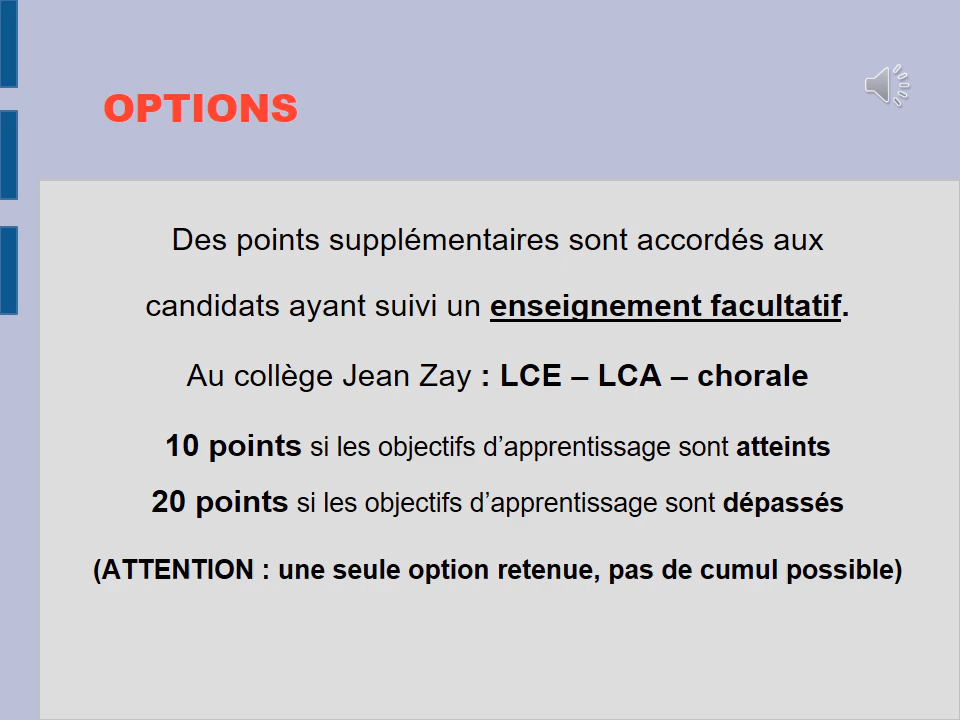 OPTIONS
Des points supplémentaires sont accordés aux
candidats ayant suivi un enseignement facultatif.
Au collège Jean Zay : LCE – LCA – chorale
10 points si les objectifs d’apprentissage sont atteints
20 points si les objectifs d’apprentissage sont dépassés
(ATTENTION : une seule option retenue, pas de cumul possible)